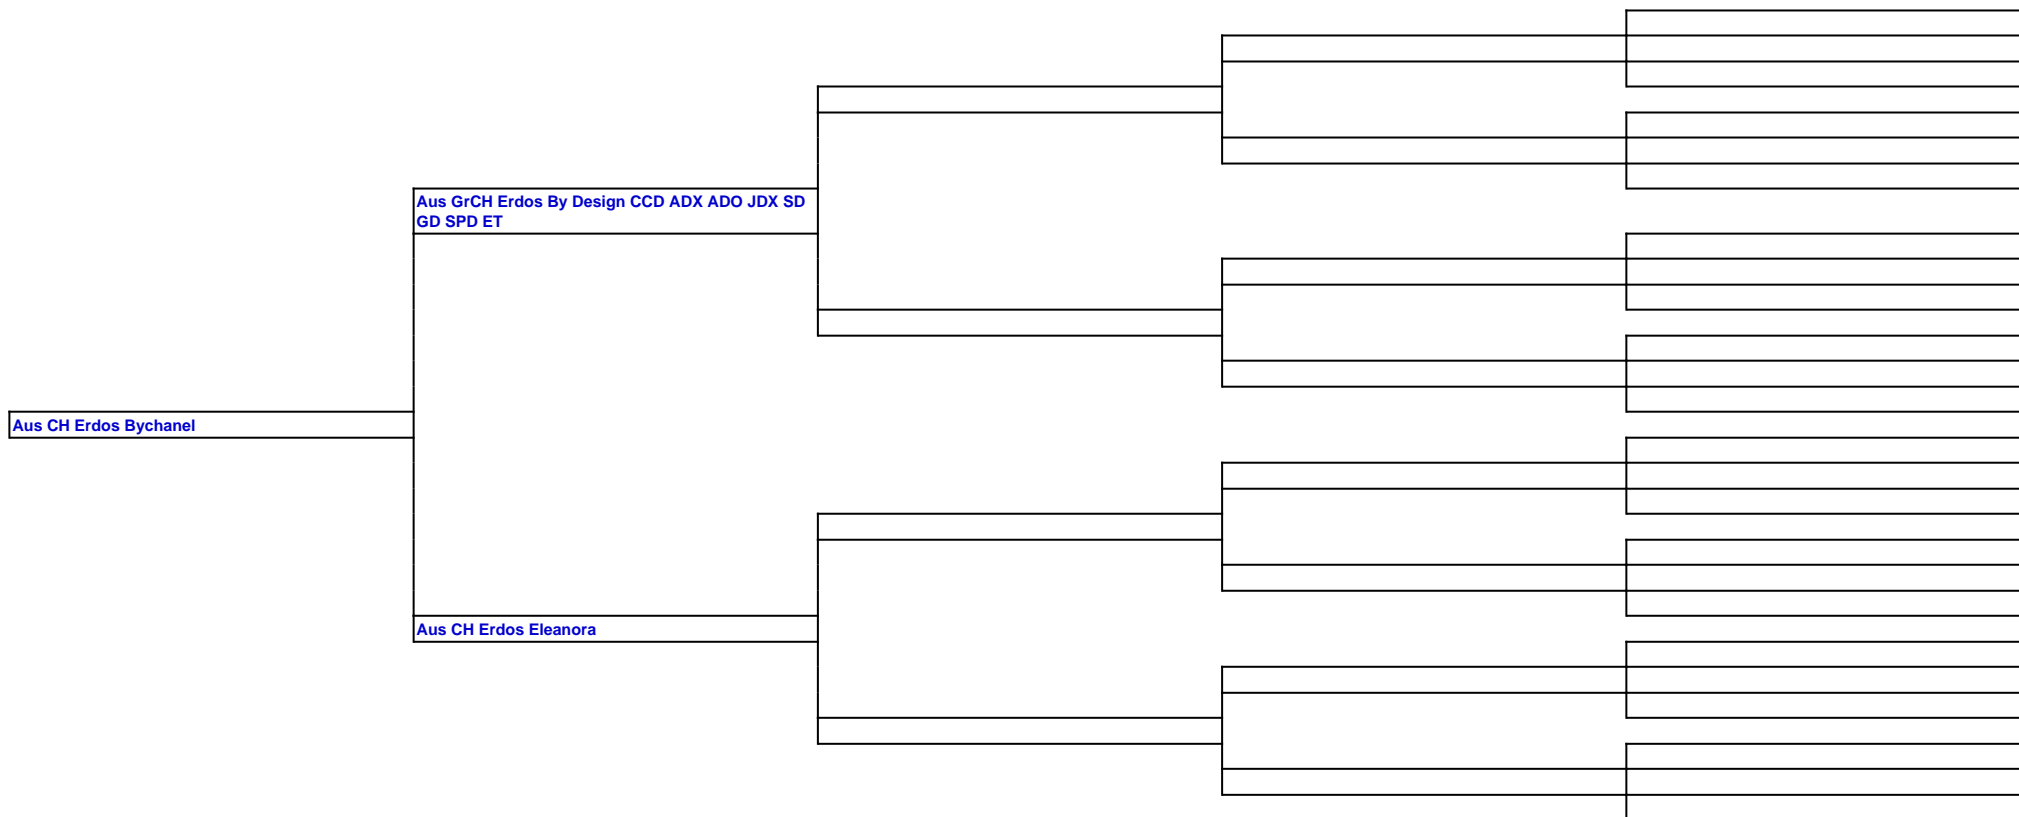 Aus GrCH Erdos By Design CCD ADX ADO JDX SD
GD SPD ET
Aus CH Erdos Bychanel
Aus CH Erdos Eleanora